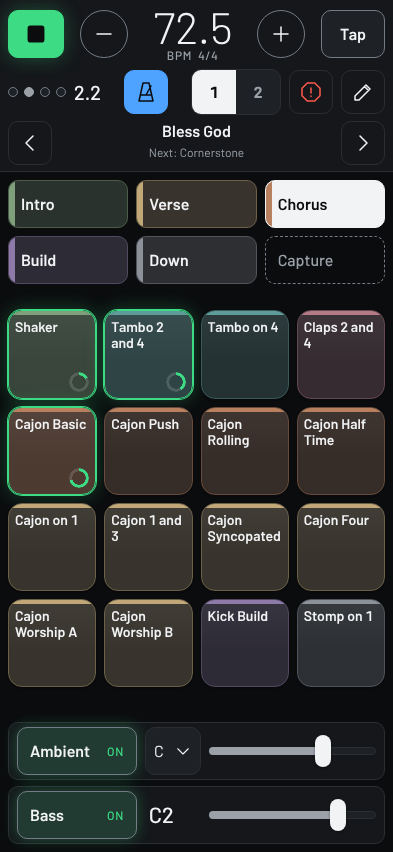 72.5
BPM 4/4
Tap
2.2
1
2
Bless God
Next: Cornerstone
Intro
Verse
Chorus
Build
Down
Capture
Shaker
Tambo 2
and 4
Tambo on 4
Claps 2 and
4
Cajon Basic
Cajon Push
Cajon
Rolling
Cajon Half
Time
Cajon on 1
Cajon 1 and
3
Cajon
Syncopated
Cajon Four
Cajon
Worship A
Cajon
Worship B
Kick Build
Stomp on 1
Ambient ON
C
Bass ON
C2